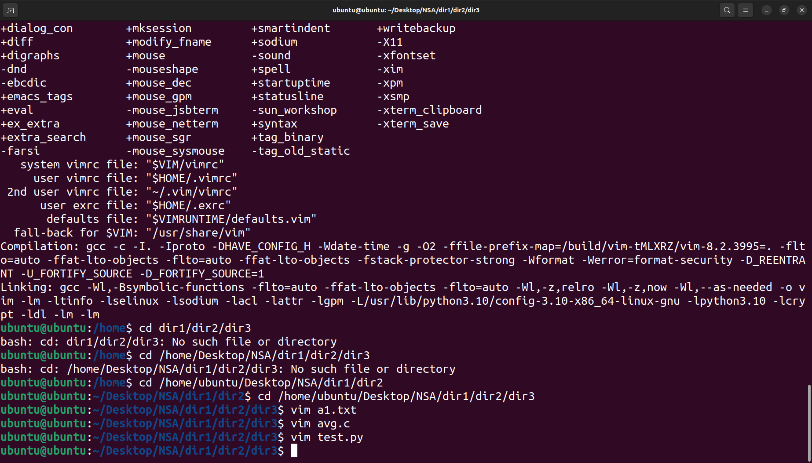 ubuntu@ubuntu: ~/Desktop/NSA/dir1/dir2/dir3
+dialog_con +mksession +smartindent +writebackup
+diff +modify_fname +sodium -X11
+digraphs +mouse -sound -xfontset
-dnd -mouseshape +spell -xim
-ebcdic +mouse_dec +startuptime -xpm
+emacs_tags +mouse_gpm +statusline -xsmp
+eval -mouse_jsbterm -sun_workshop -xterm_clipboard
+ex_extra +mouse_netterm +syntax -xterm_save
+extra_search +mouse_sgr +tag_binary
-farsi -mouse_sysmouse -tag_old_static
system vimrc file: "$VIM/vimrc"
user vimrc file: "$HOME/.vimrc"
2nd user vimrc file: "~/.vim/vimrc"
user exrc file: "$HOME/.exrc"
defaults file: "$VIMRUNTIME/defaults.vim"
fall-back for $VIM: "/usr/share/vim"
Compilation: gcc -c -I. -Iproto -DHAVE_CONFIG_H -Wdate-time -g -O2 -ffile-prefix-map=/build/vim-tMLXRZ/vim-8.2.3995=. -flt
o=auto -ffat-lto-objects -flto=auto -ffat-lto-objects -fstack-protector-strong -Wformat -Werror=format-security -D_REENTRA
NT -U_FORTIFY_SOURCE -D_FORTIFY_SOURCE=1
Linking: gcc -Wl,-Bsymbolic-functions -flto=auto -ffat-lto-objects -flto=auto -Wl,-z,relro -Wl,-z,now -Wl,--as-needed -o v
im -lm -ltinfo -lselinux -lsodium -lacl -lattr -lgpm -L/usr/lib/python3.10/config-3.10-x86_64-linux-gnu -lpython3.10 -lcry
pt -ldl -lm -lm
ubuntu@ubuntu:/home$ cd dir1/dir2/dir3
bash: cd: dir1/dir2/dir3: No such file or directory
ubuntu@ubuntu:/home$ cd /home/Desktop/NSA/dir1/dir2/dir3
bash: cd: /home/Desktop/NSA/dir1/dir2/dir3: No such file or directory
ubuntu@ubuntu:/home$ cd /home/ubuntu/Desktop/NSA/dir1/dir2
ubuntu@ubuntu:~/Desktop/NSA/dir1/dir2$ cd /home/ubuntu/Desktop/NSA/dir1/dir2/dir3
ubuntu@ubuntu:~/Desktop/NSA/dir1/dir2/dir3$ vim a1.txt
ubuntu@ubuntu:~/Desktop/NSA/dir1/dir2/dir3$ vim avg.c
ubuntu@ubuntu:~/Desktop/NSA/dir1/dir2/dir3$ vim test.py
ubuntu@ubuntu:~/Desktop/NSA/dir1/dir2/dir3$